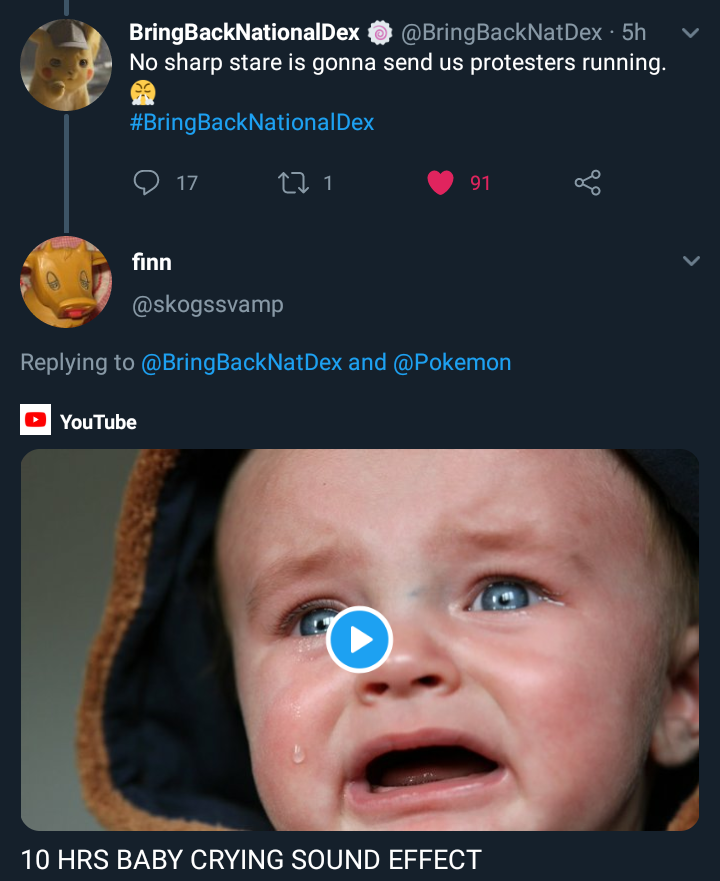 BringBackNationalDex 🍥 @BringBackNatDex · 5h
No sharp stare is gonna send us protesters running.
😤
#BringBackNationalDex
17 1 91
finn
@skogssvamp
Replying to @BringBackNatDex and @Pokemon
YouTube
10 HRS BABY CRYING SOUND EFFECT